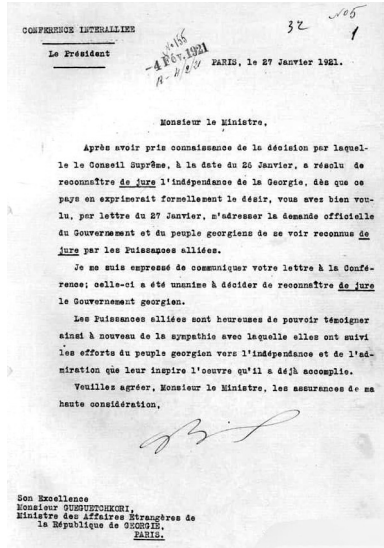 CONFERENCE INTERALLIEE
Le Président
32
No 5
1
No 155
-4 Fév. 1921
PARIS, le 27 Janvier 1921.
Monsieur le Ministre,
Après avoir pris connaissance de la décision par laquel-
le le Conseil Suprême, à la date du 26 Janvier, a résolu de
reconnaître de jure l'indépendance de la Georgie, dès que ce
pays en exprimerait formellement le désir, vous avez bien vou-
lu, par lettre du 27 Janvier, m'adresser la demande officielle
du Gouvernement et du peuple georgiens de se voir reconnus de
jure par les Puissances alliées.
Je me suis empressé de communiquer votre lettre à la Confé-
rence; celle-ci a été unanime à décider de reconnaître de jure
le Gouvernement georgien.
Les Puissances alliées sont heureuses de pouvoir témoigner
ainsi à nouveau de la sympathie avec laquelle elles ont suivi
les efforts du peuple georgien vers l'indépendance et de l'ad-
miration que leur inspire l'oeuvre qu'il a déjà accomplie.
Veuillez agréer, Monsieur le Ministre, les assurances de ma
haute considération,
Son Excellence
Monsieur GUEGUETCHKORI,
Ministre des Affaires Étrangères de
la République de GEORGIE,
PARIS.